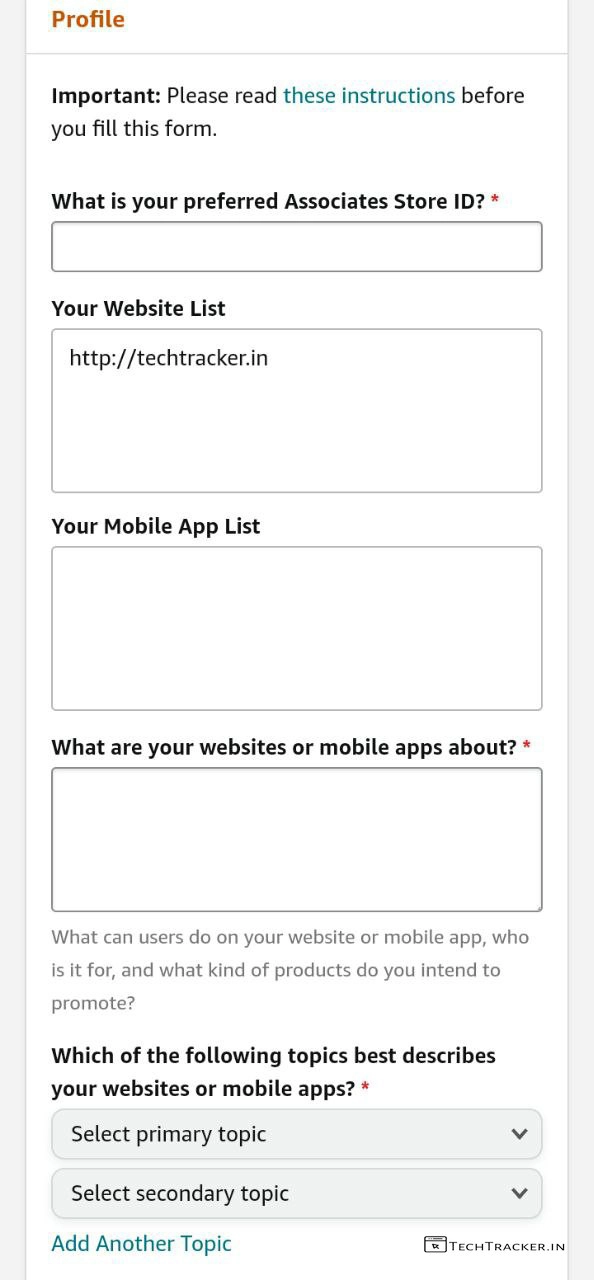 Profile
Important: Please read these instructions before
you fill this form.
What is your preferred Associates Store ID? *
Your Website List
http://techtracker.in
Your Mobile App List
What are your websites or mobile apps about? *
What can users do on your website or mobile app, who
is it for, and what kind of products do you intend to
promote?
Which of the following topics best describes
your websites or mobile apps? *
Select primary topic
Select secondary topic
Add Another Topic
TECHTRACKER.IN